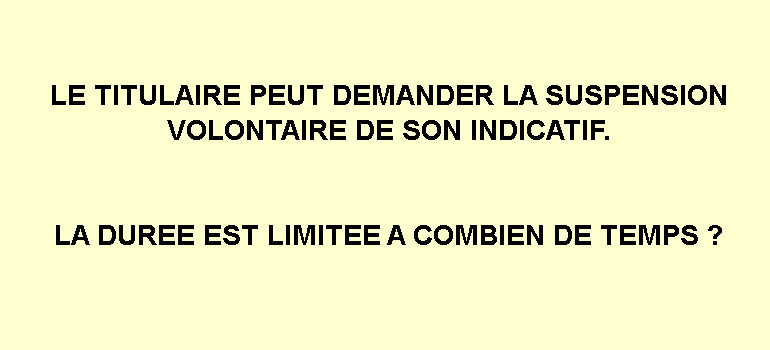 LE TITULAIRE PEUT DEMANDER LA SUSPENSION
VOLONTAIRE DE SON INDICATIF.
LA DUREE EST LIMITEE A COMBIEN DE TEMPS ?